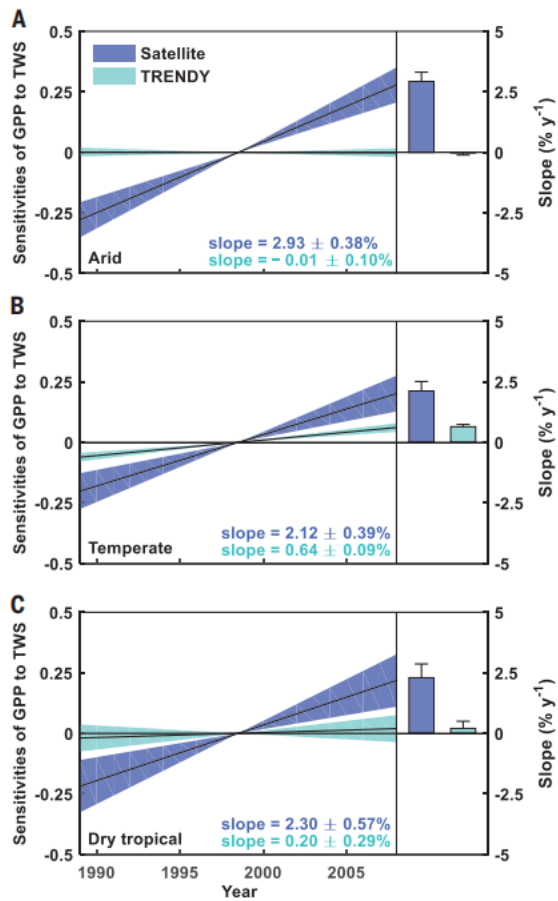 A
Sensitivities of GPP to TWS
0.5
0.25
0
-0.25
-0.5
Satellite
TRENDY
slope = 2.93 ± 0.38%
slope = − 0.01 ± 0.10%
Arid
5
2.5
0
-2.5
-5
Slope (% y⁻¹)
B
Sensitivities of GPP to TWS
0.5
0.25
0
-0.25
-0.5
slope = 2.12 ± 0.39%
slope = 0.64 ± 0.09%
Temperate
5
2.5
0
-2.5
-5
Slope (% y⁻¹)
C
Sensitivities of GPP to TWS
0.5
0.25
0
-0.25
-0.5
slope = 2.30 ± 0.57%
slope = 0.20 ± 0.29%
Dry tropical
5
2.5
0
-2.5
-5
Slope (% y⁻¹)
1990 1995 2000 2005
Year